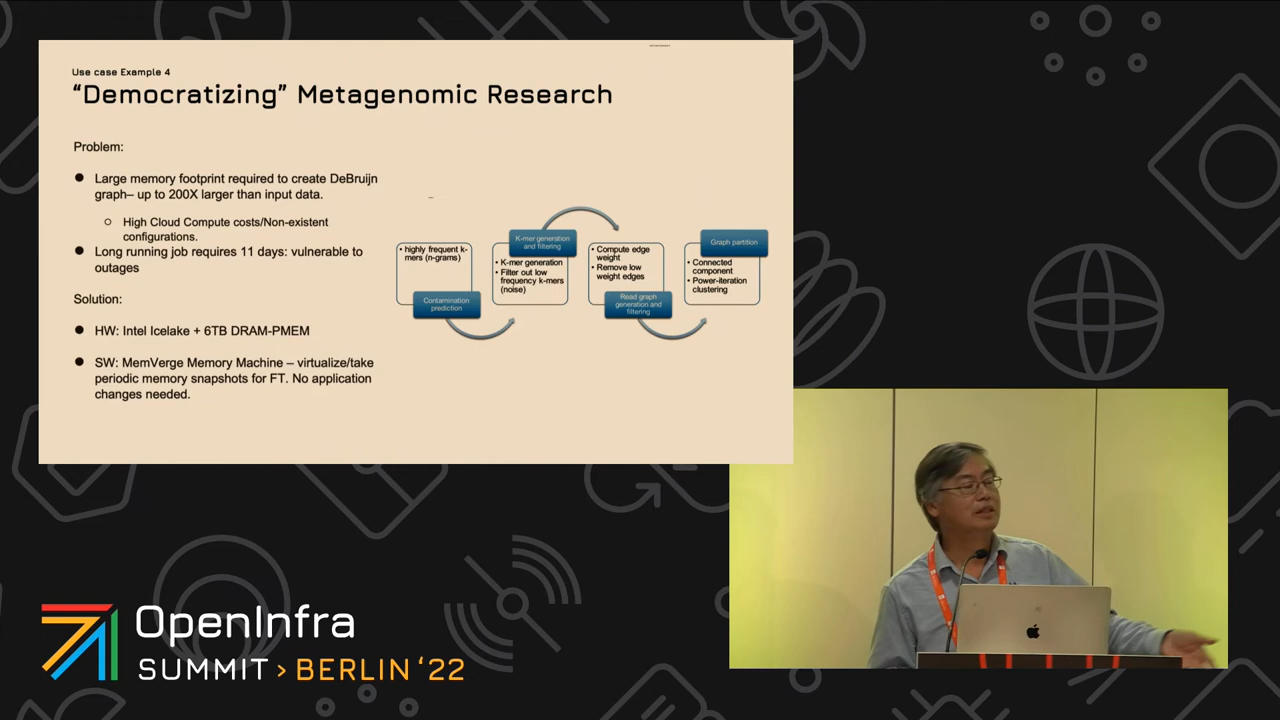 Use case Example 4
“Democratizing” Metagenomic Research
Problem:
● Large memory footprint required to create DeBruijn
graph– up to 200X larger than input data.
○ High Cloud Compute costs/Non-existent
configurations.
● Long running job requires 11 days: vulnerable to
outages
Solution:
● HW: Intel Icelake + 6TB DRAM-PMEM
● SW: MemVerge Memory Machine – virtualize/take
periodic memory snapshots for FT. No application
changes needed.
• highly frequent k-
mers (n-grams)
Contamination
prediction
K-mer generation
and filtering
• K-mer generation
• Filter out low
frequency k-mers
(noise)
• Compute edge
weight
• Remove low
weight edges
Read graph
generation and
filtering
Graph partition
• Connected
component
• Power-iteration
clustering
OpenInfra
SUMMIT › BERLIN ‘22